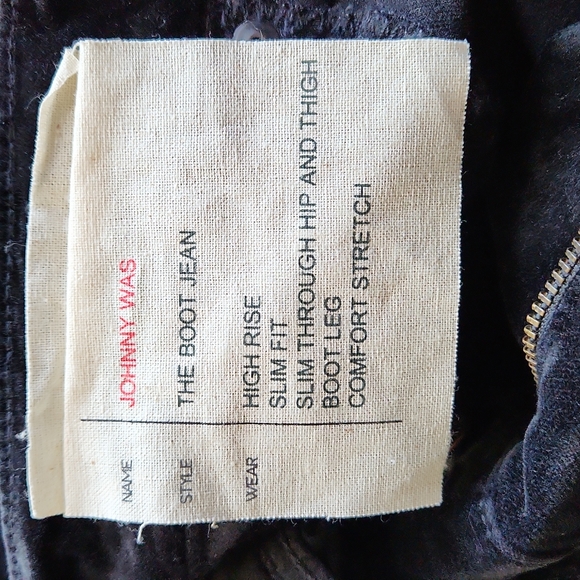 NAME JOHNNY WAS
STYLE THE BOOT JEAN
WEAR HIGH RISE
SLIM FIT
SLIM THROUGH HIP AND THIGH
BOOT LEG
COMFORT STRETCH